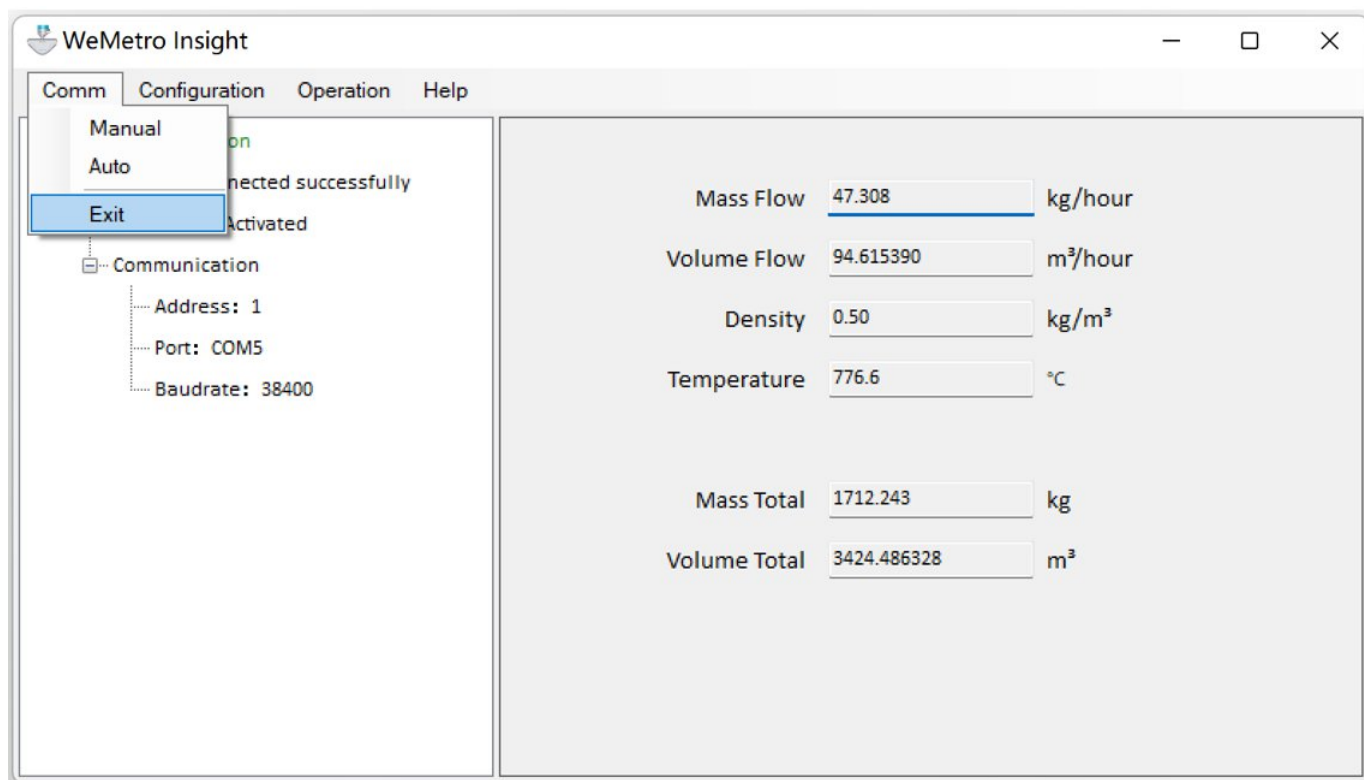 WeMetro Insight
Comm Configuration Operation Help
Manual
Auto
Exit
on
nected successfully
Activated
Communication
Address: 1
Port: COM5
Baudrate: 38400
Mass Flow 47.308 kg/hour
Volume Flow 94.615390 m³/hour
Density 0.50 kg/m³
Temperature 776.6 °C
Mass Total 1712.243 kg
Volume Total 3424.486328 m³